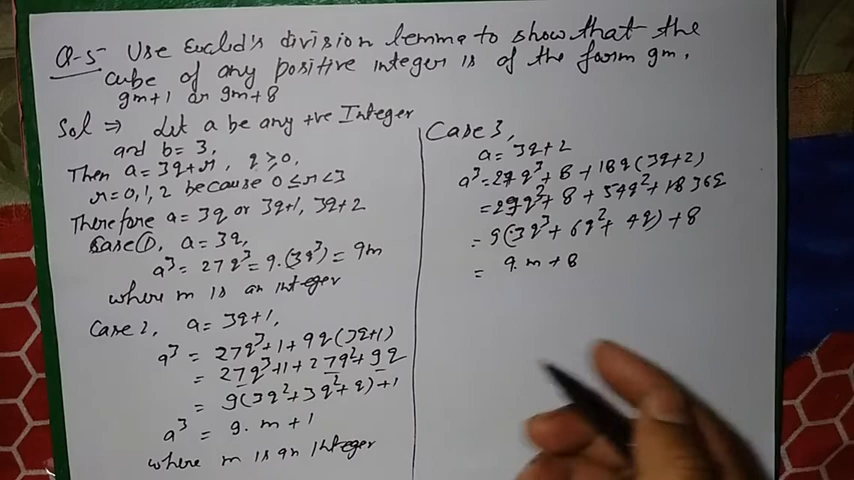 Q-5 Use Euclid's division lemma to show that the
cube of any positive integer is of the form 9m,
9m+1 or 9m+8
Sol ⇒ Let a be any +ve Integer
and b=3,
Then a=3q+r, q≥0,
r=0,1,2 because 0≤r<3
Therefore a=3q or 3q+1, 3q+2
Case①, a=3q,
a³=27q³=9.(3q³)=9m
where m is an integer
Case 2, a=3q+1,
a³ = 27q³+1+9q(3q+1)
= 27q³+1+27q²+9q
= 9(3q²+3q²+q)+1
a³ = 9.m+1
where m is an Integer
Case 3,
a=3q+2
a³=27q³+8+18q(3q+2)
=27q³+8+54q²+18 36q
=9(3q³+6q²+4q)+8
= 9.m+8